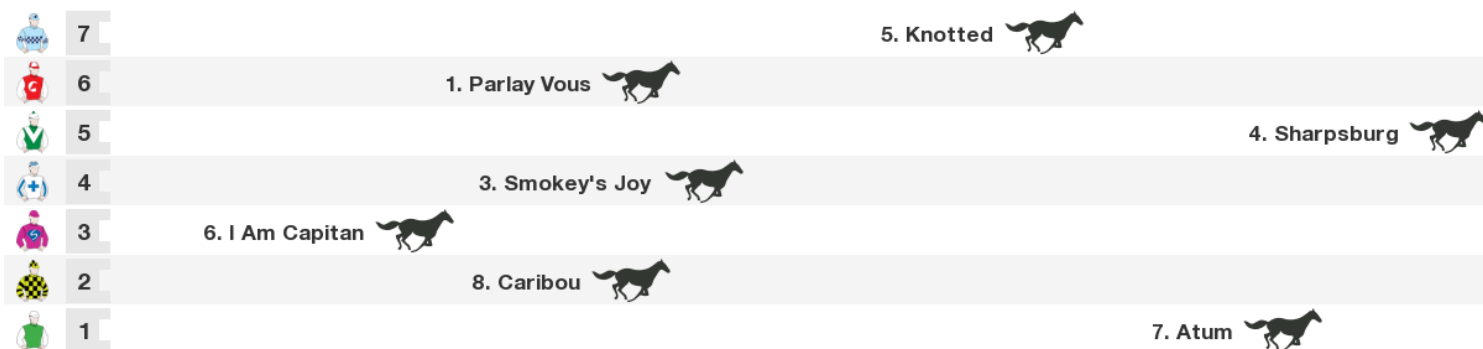 7 5. Knotted
6 1. Parlay Vous
5 4. Sharpsburg
4 3. Smokey's Joy
3 6. I Am Capitan
2 8. Caribou
1 7. Atum